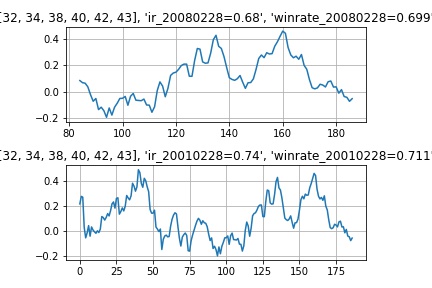 [32, 34, 38, 40, 42, 43], 'ir_20080228=0.68', 'winrate_20080228=0.699'
0.4
0.2
0.0
−0.2
80 100 120 140 160 180
[32, 34, 38, 40, 42, 43], 'ir_20010228=0.74', 'winrate_20010228=0.711'
0.4
0.2
0.0
−0.2
0 25 50 75 100 125 150 175